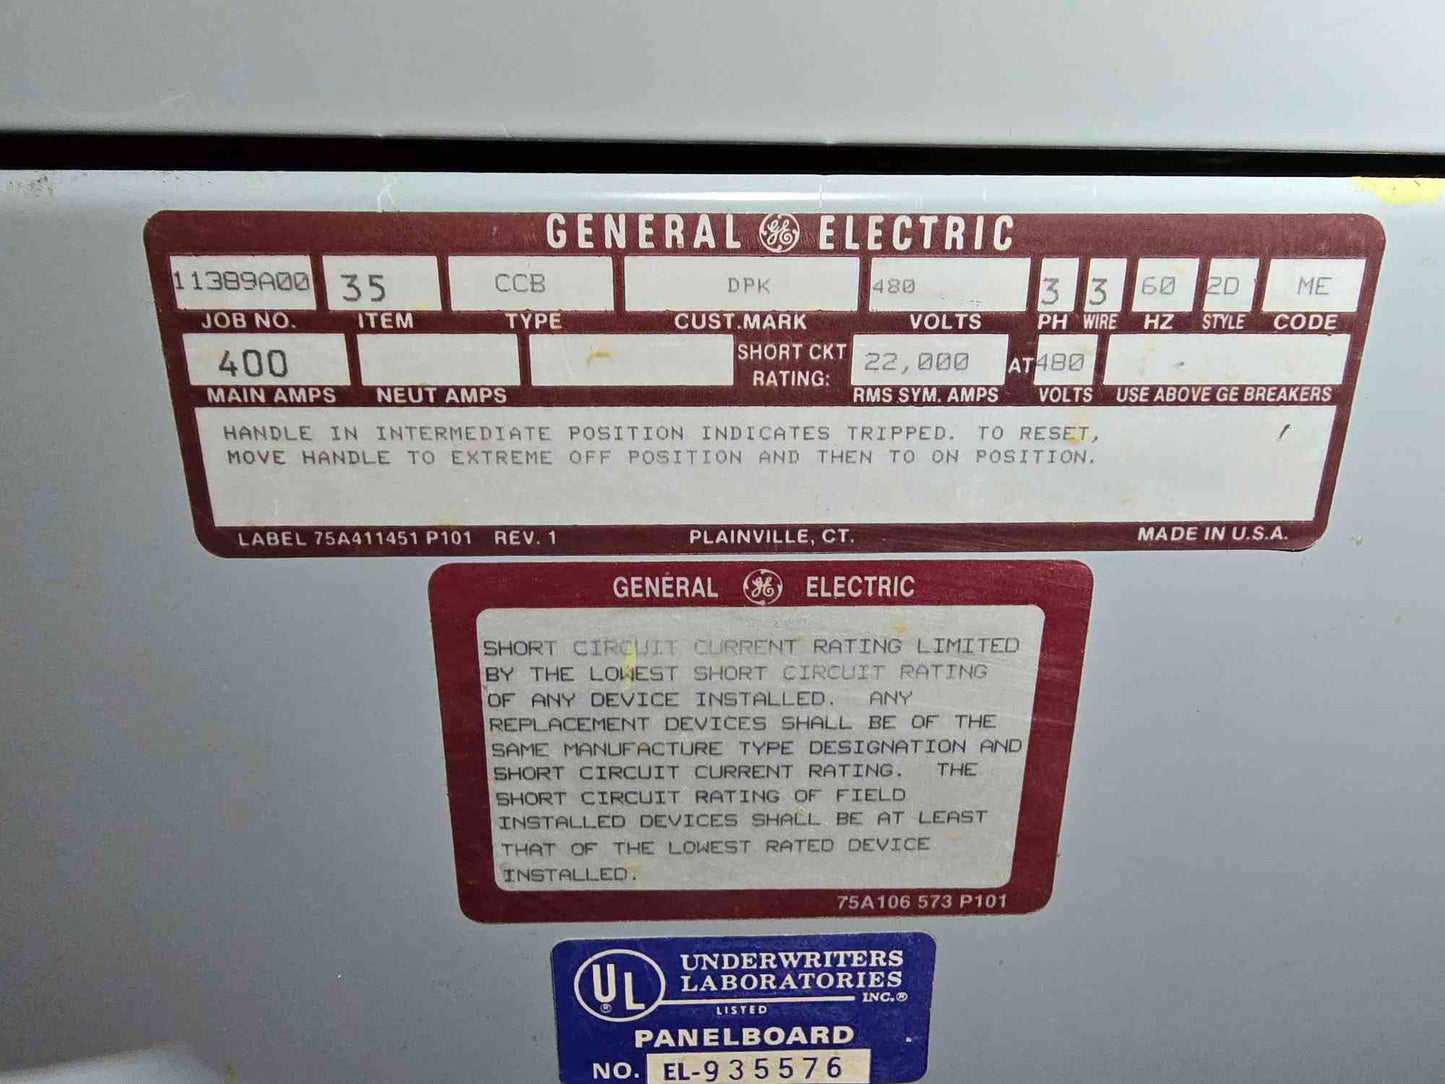 GENERAL GE ELECTRIC
11389A00 35 CCB DPK 480 3 3 60 2D ME
JOB NO. ITEM TYPE CUST.MARK VOLTS PH WIRE HZ STYLE CODE
400 SHORT CKT RATING: 22,000 AT 480
MAIN AMPS NEUT AMPS RMS SYM. AMPS VOLTS USE ABOVE GE BREAKERS
HANDLE IN INTERMEDIATE POSITION INDICATES TRIPPED. TO RESET,
MOVE HANDLE TO EXTREME OFF POSITION AND THEN TO ON POSITION.
LABEL 75A411451 P101 REV. 1 PLAINVILLE, CT. MADE IN U.S.A.
GENERAL GE ELECTRIC
SHORT CIRCUIT CURRENT RATING LIMITED
BY THE LOWEST SHORT CIRCUIT RATING
OF ANY DEVICE INSTALLED. ANY
REPLACEMENT DEVICES SHALL BE OF THE
SAME MANUFACTURE TYPE DESIGNATION AND
SHORT CIRCUIT CURRENT RATING. THE
SHORT CIRCUIT RATING OF FIELD
INSTALLED DEVICES SHALL BE AT LEAST
THAT OF THE LOWEST RATED DEVICE
INSTALLED.
75A106 573 P101
UL ®
UNDERWRITERS
LABORATORIES
INC.®
LISTED
PANELBOARD
NO. EL-935576